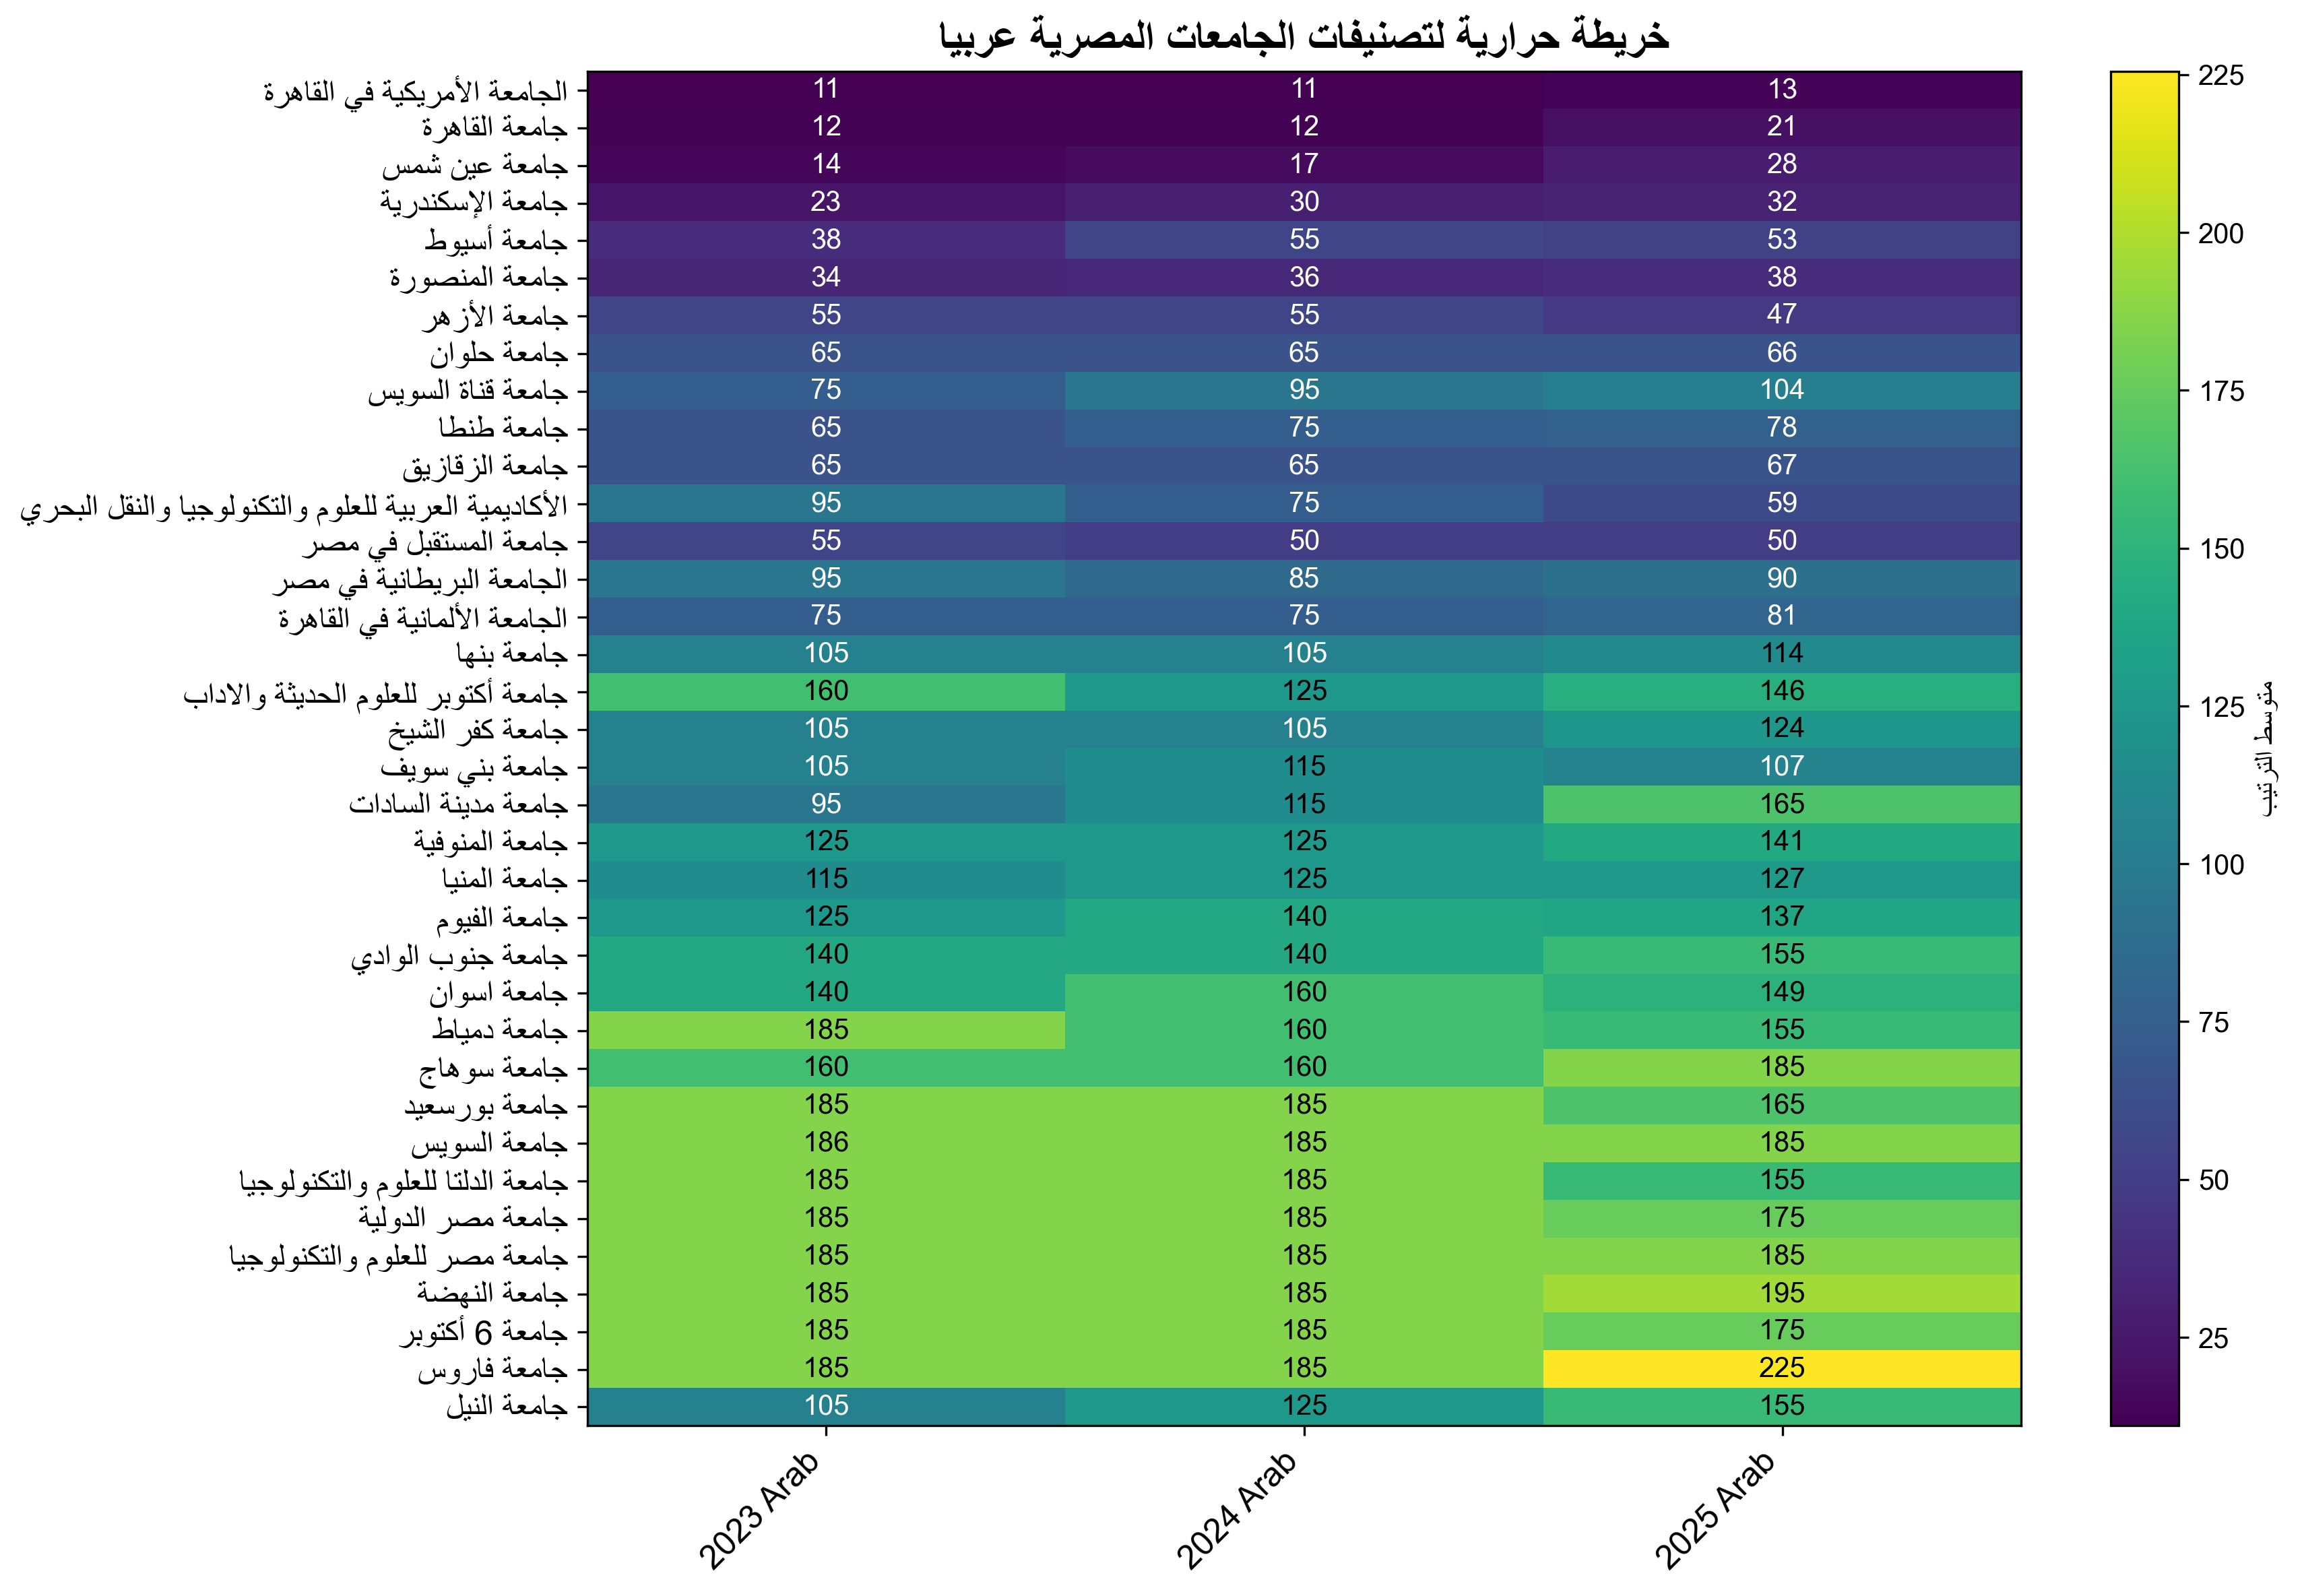 خريطة حرارية لتصنيفات الجامعات المصرية عربيا
الجامعة الأمريكية في القاهرة 11 11 13
جامعة القاهرة 12 12 21
جامعة عين شمس 14 17 28
جامعة الإسكندرية 23 30 32
جامعة أسيوط 38 55 53
جامعة المنصورة 34 36 38
جامعة الأزهر 55 55 47
جامعة حلوان 65 65 66
جامعة قناة السويس 75 95 104
جامعة طنطا 65 75 78
جامعة الزقازيق 65 65 67
الأكاديمية العربية للعلوم والتكنولوجيا والنقل البحري 95 75 59
جامعة المستقبل في مصر 55 50 50
الجامعة البريطانية في مصر 95 85 90
الجامعة الألمانية في القاهرة 75 75 81
جامعة بنها 105 105 114
جامعة أكتوبر للعلوم الحديثة والاداب 160 125 146
جامعة كفر الشيخ 105 105 124
جامعة بني سويف 105 115 107
جامعة مدينة السادات 95 115 165
جامعة المنوفية 125 125 141
جامعة المنيا 115 125 127
جامعة الفيوم 125 140 137
جامعة جنوب الوادي 140 140 155
جامعة اسوان 140 160 149
جامعة دمياط 185 160 155
جامعة سوهاج 160 160 185
جامعة بورسعيد 185 185 165
جامعة السويس 186 185 185
جامعة الدلتا للعلوم والتكنولوجيا 185 185 155
جامعة مصر الدولية 185 185 175
جامعة مصر للعلوم والتكنولوجيا 185 185 185
جامعة النهضة 185 185 195
جامعة 6 أكتوبر 185 185 175
جامعة فاروس 185 185 225
جامعة النيل 105 125 155
2023 Arab
2024 Arab
2025 Arab
225
200
175
150
125
100
75
50
25
متوسط الترتيب